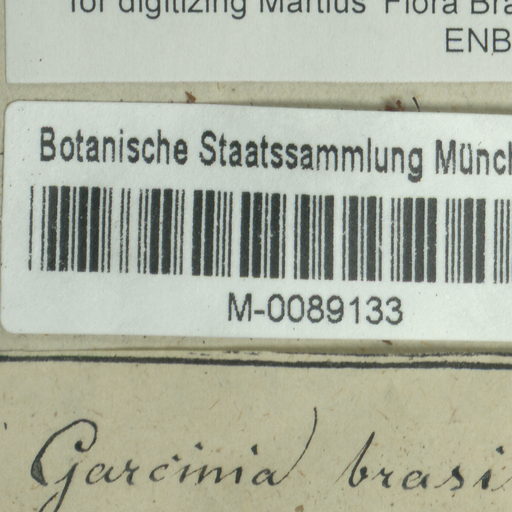 for digitizing Martius' Flora Bra
ENB
Botanische Staatssammlung Münch
M-0089133
Garcinia brasi